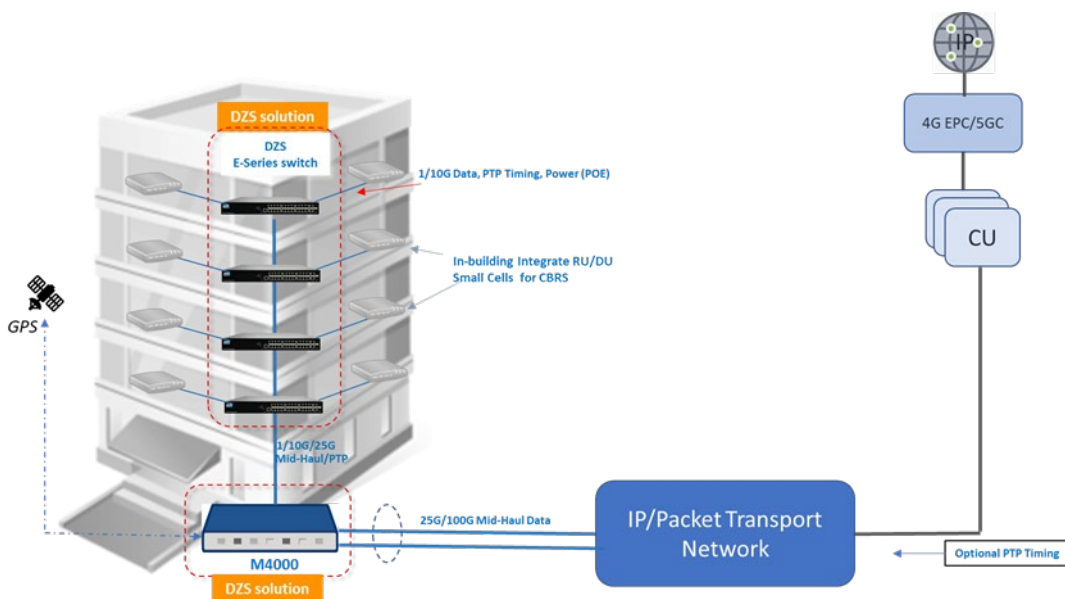 DZS solution
DZS
E-Series switch
1/10G Data, PTP Timing, Power (POE)
In-building Integrate RU/DU
Small Cells for CBRS
GPS
1/10G/25G
Mid-Haul/PTP
M4000
DZS solution
25G/100G Mid-Haul Data
IP/Packet Transport
Network
Optional PTP Timing
IP
4G EPC/5GC
CU